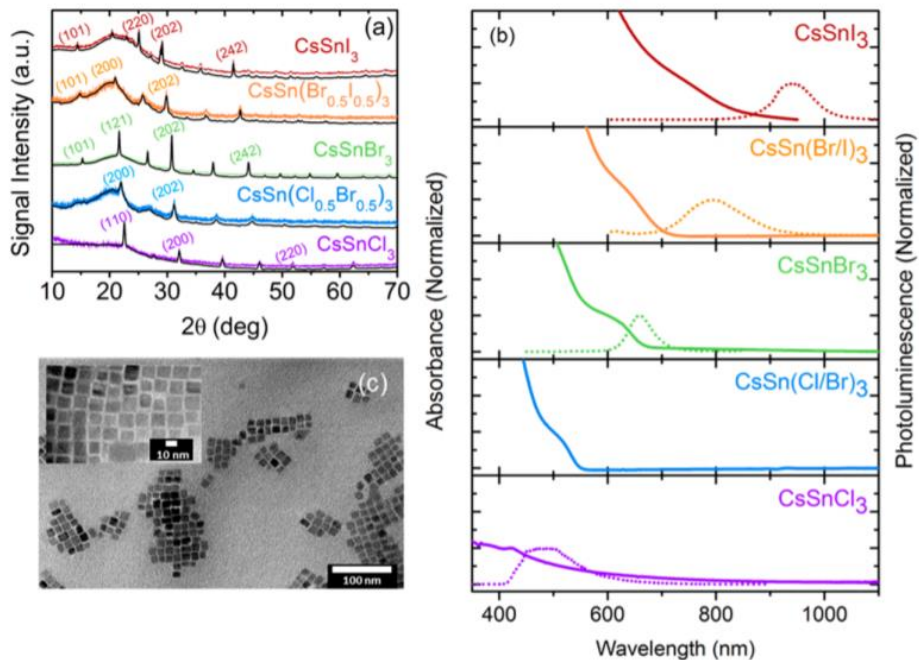 (a)
Signal Intensity (a.u.)
(101) (220) (202) (242) CsSnI3
(101) (200) (202) CsSn(Br0.5I0.5)3
(101) (121) (202) (242) CsSnBr3
(200) (202) CsSn(Cl0.5Br0.5)3
(110) (200) (220) CsSnCl3
10 20 30 40 50 60 70
2θ (deg)
(c)
10 nm
100 nm
(b)
Absorbance (Normalized)
CsSnI3
CsSn(Br/I)3
CsSnBr3
CsSn(Cl/Br)3
CsSnCl3
400 600 800 1000
Wavelength (nm)
Photoluminescence (Normalized)